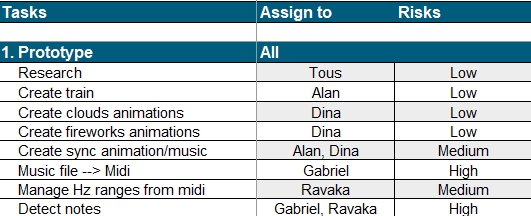 Tasks Assign to Risks
1. Prototype All
Research Tous Low
Create train Alan Low
Create clouds animations Dina Low
Create fireworks animations Dina Low
Create sync animation/music Alan, Dina Medium
Music file --> Midi Gabriel High
Manage Hz ranges from midi Ravaka Medium
Detect notes Gabriel, Ravaka High